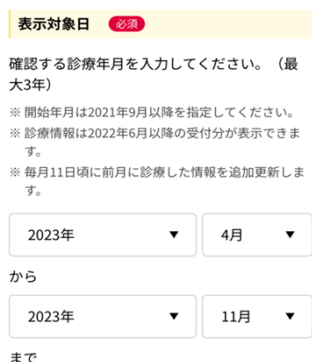 表示対象日 必須
確認する診療年月を入力してください。（最
大3年）
※ 開始年月は2021年9月以降を指定してください。
※ 診療情報は2022年6月以降の受付分が表示できま
す。
※ 毎月11日頃に前月に診療した情報を追加更新しま
す。
2023年 ▼ 4月 ▼
から
2023年 ▼ 11月 ▼
まで